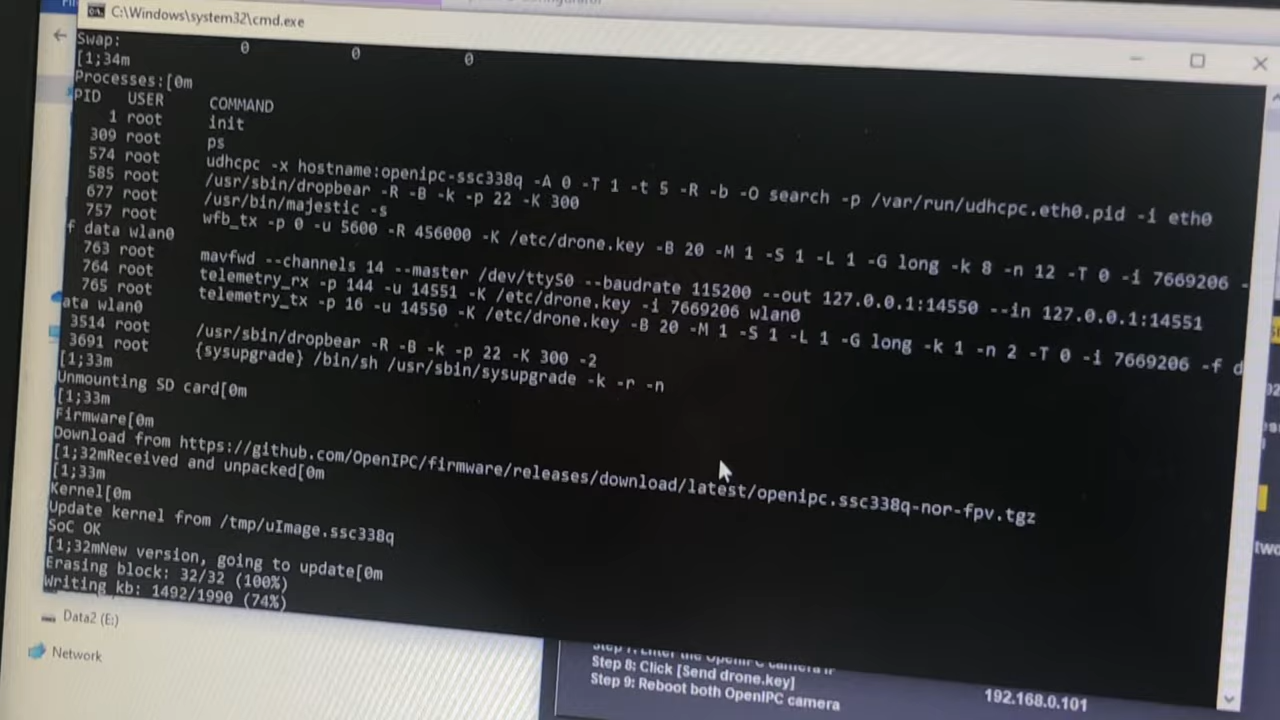 C:\Windows\system32\cmd.exe
Swap: 0 0 0
[1;34m
Processes:[0m
PID USER COMMAND
1 root init
309 root ps
574 root udhcpc -x hostname:openipc-ssc338q -A 0 -T 1 -t 5 -R -b -O search -p /var/run/udhcpc.eth0.pid -i eth0
585 root /usr/sbin/dropbear -R -B -k -p 22 -K 300
677 root /usr/bin/majestic -s
757 root wfb_tx -p 0 -u 5600 -R 456000 -K /etc/drone.key -B 20 -M 1 -S 1 -L 1 -G long -k 8 -n 12 -T 0 -i 7669206 -
f data wlan0
763 root mavfwd --channels 14 --master /dev/ttyS0 --baudrate 115200 --out 127.0.0.1:14550 --in 127.0.0.1:14551
764 root telemetry_rx -p 144 -u 14551 -K /etc/drone.key -i 7669206 wlan0
765 root telemetry_tx -p 16 -u 14550 -K /etc/drone.key -B 20 -M 1 -S 1 -L 1 -G long -k 1 -n 2 -T 0 -i 7669206 -f d
ata wlan0
3514 root /usr/sbin/dropbear -R -B -k -p 22 -K 300 -2
3691 root {sysupgrade} /bin/sh /usr/sbin/sysupgrade -k -r -n
[1;33m
Unmounting SD card[0m
[1;33m
Firmware[0m
Download from https://github.com/OpenIPC/firmware/releases/download/latest/openipc.ssc338q-nor-fpv.tgz
[1;32mReceived and unpacked[0m
[1;33m
Kernel[0m
Update kernel from /tmp/uImage.ssc338q
SoC OK
[1;32mNew version, going to update[0m
Erasing block: 32/32 (100%)
Writing kb: 1492/1990 (74%)
Data2 (E:)
Network
Step 8: Click [Send drone.key]
Step 9: Reboot both OpenIPC camera
192.168.0.101